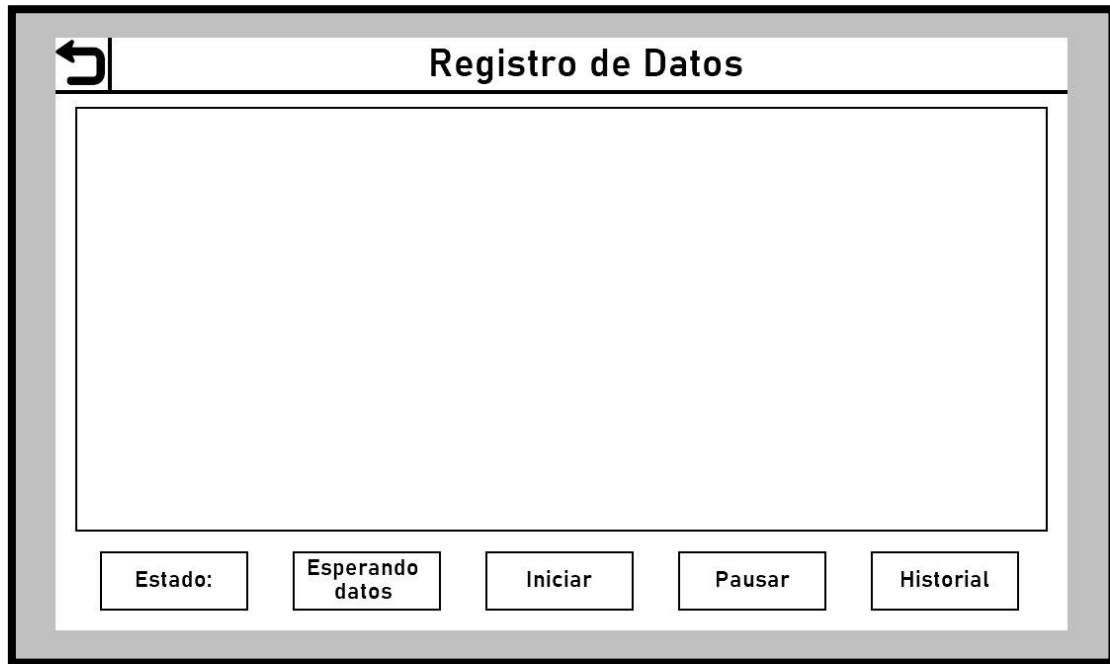 Registro de Datos
Estado:
Esperando
datos
Iniciar
Pausar
Historial